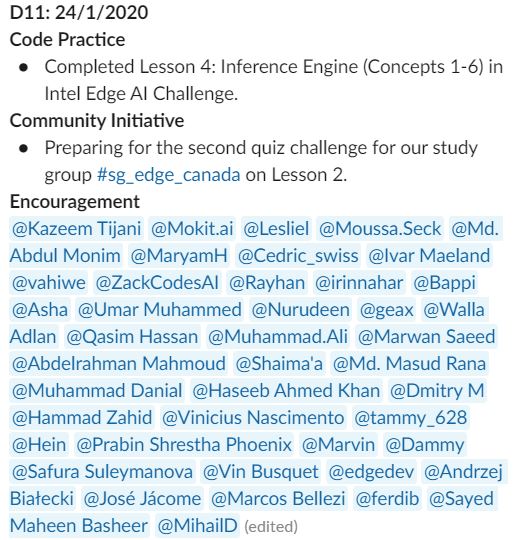 D11: 24/1/2020
Code Practice
● Completed Lesson 4: Inference Engine (Concepts 1-6) in
Intel Edge AI Challenge.
Community Initiative
● Preparing for the second quiz challenge for our study
group #sg_edge_canada on Lesson 2.
Encouragement
@Kazeem Tijani @Mokit.ai @Lesliel @Moussa.Seck @Md.
Abdul Monim @MaryamH @Cedric_swiss @Ivar Maeland
@vahiwe @ZackCodesAI @Rayhan @irinnahar @Bappi
@Asha @Umar Muhammed @Nurudeen @geax @Walla
Adlan @Qasim Hassan @Muhammad.Ali @Marwan Saeed
@Abdelrahman Mahmoud @Shaima'a @Md. Masud Rana
@Muhammad Danial @Haseeb Ahmed Khan @Dmitry M
@Hammad Zahid @Vinicius Nascimento @tammy_628
@Hein @Prabin Shrestha Phoenix @Marvin @Dammy
@Safura Suleymanova @Vin Busquet @edgedev @Andrzej
Białecki @José Jácome @Marcos Bellezi @ferdib @Sayed
Maheen Basheer @MihailD (edited)